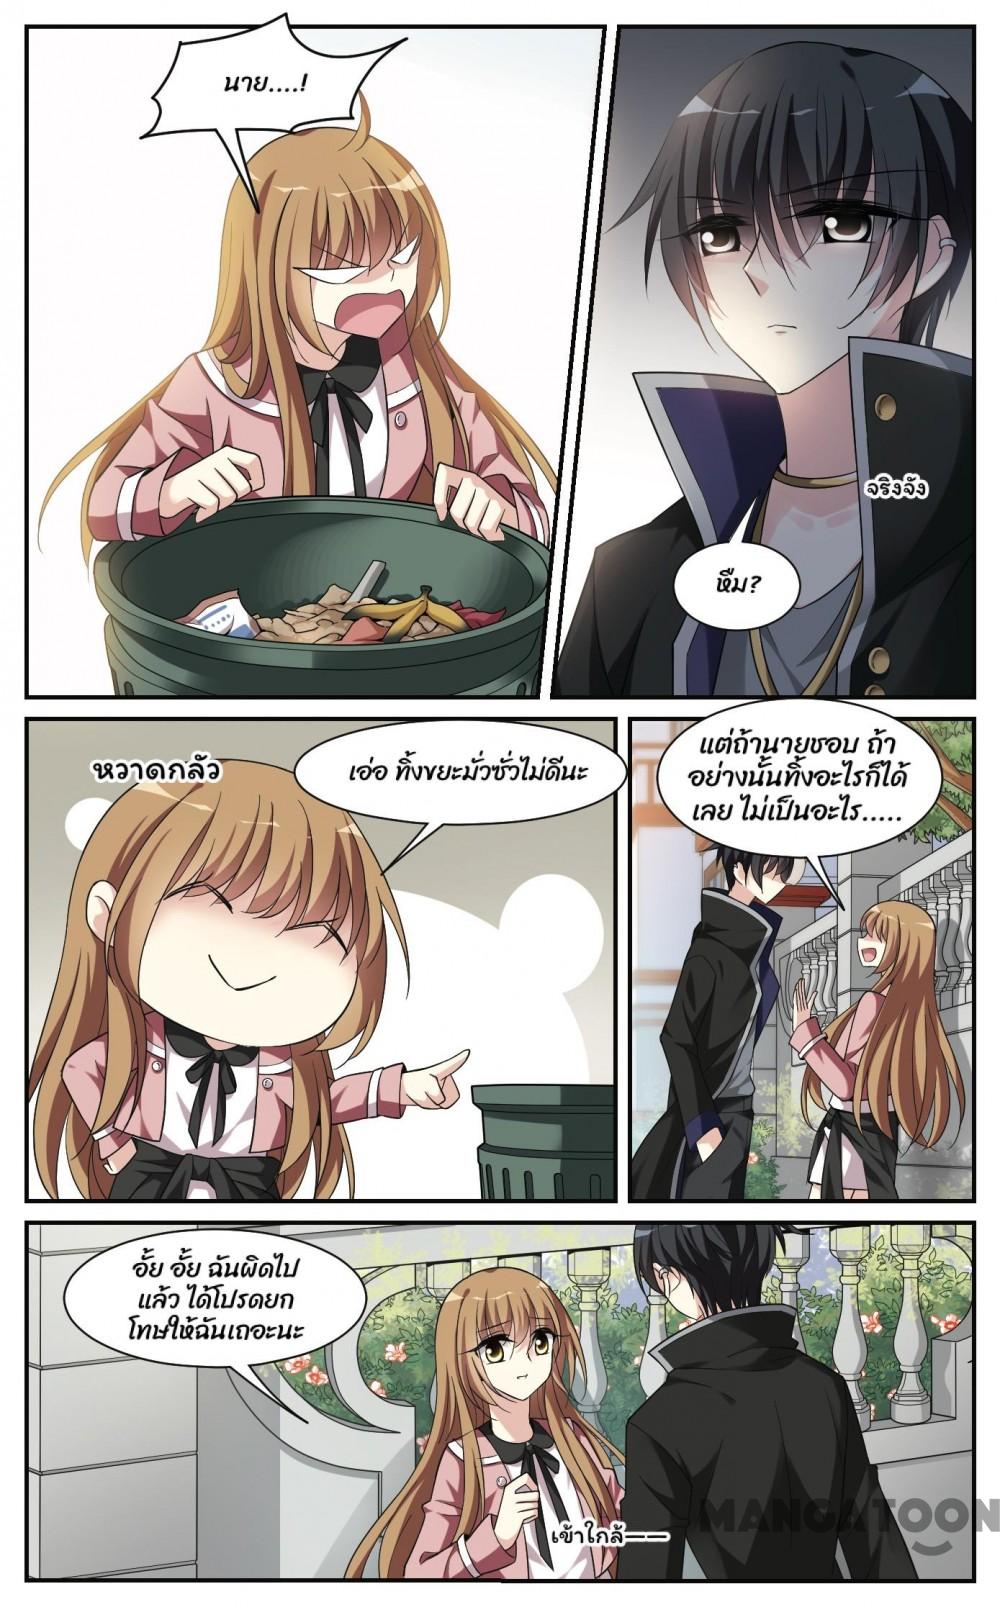 นาย....!
จริงจัง
หืม?
หวาดกลัว
เอ่อ ทิ้งขยะมั่วซั่วไม่ดีนะ
แต่ถ้านายชอบ ถ้า
อย่างนั้นทิ้งอะไรก็ได้
เลย ไม่เป็นอะไร.....
อั้ย อั้ย ฉันผิดไป
แล้ว ได้โปรดยก
โทษให้ฉันเถอะนะ
เข้าใกล้——
MANGATOON